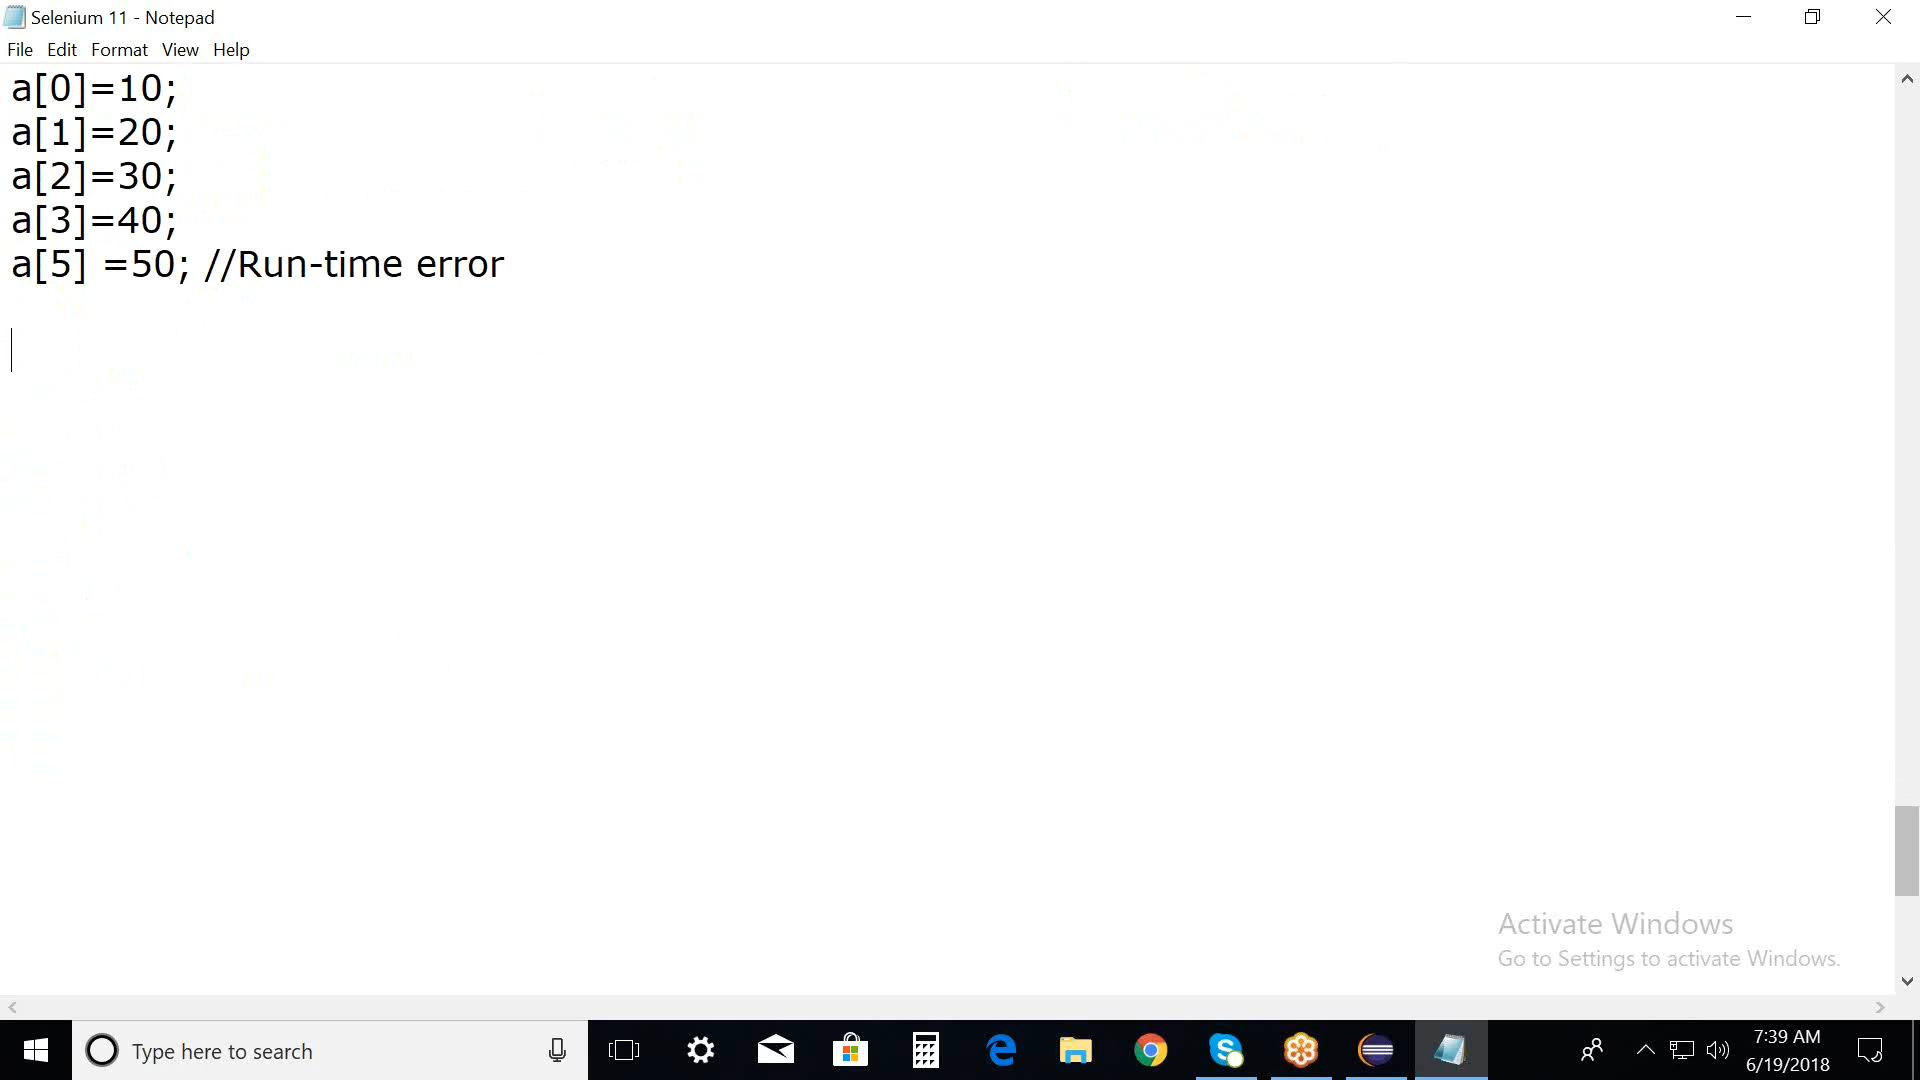 Selenium 11 - Notepad
File Edit Format View Help
a[0]=10;
a[1]=20;
a[2]=30;
a[3]=40;
a[5] =50; //Run-time error
Activate Windows
Go to Settings to activate Windows.
Type here to search
7:39 AM
6/19/2018